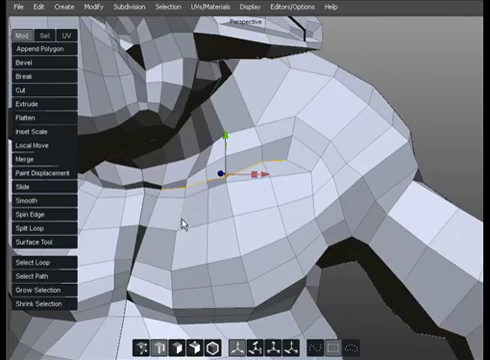 File Edit Create Modify Subdivision Selection UVs/Materials Display Editors/Options Help
Perspective
Mod Sel UV
Append Polygon
Bevel
Break
Cut
Extrude
Flatten
Inset Scale
Local Move
Merge
Paint Displacement
Slide
Smooth
Spin Edge
Split Loop
Surface Tool
Select Loop
Select Path
Grow Selection
Shrink Selection